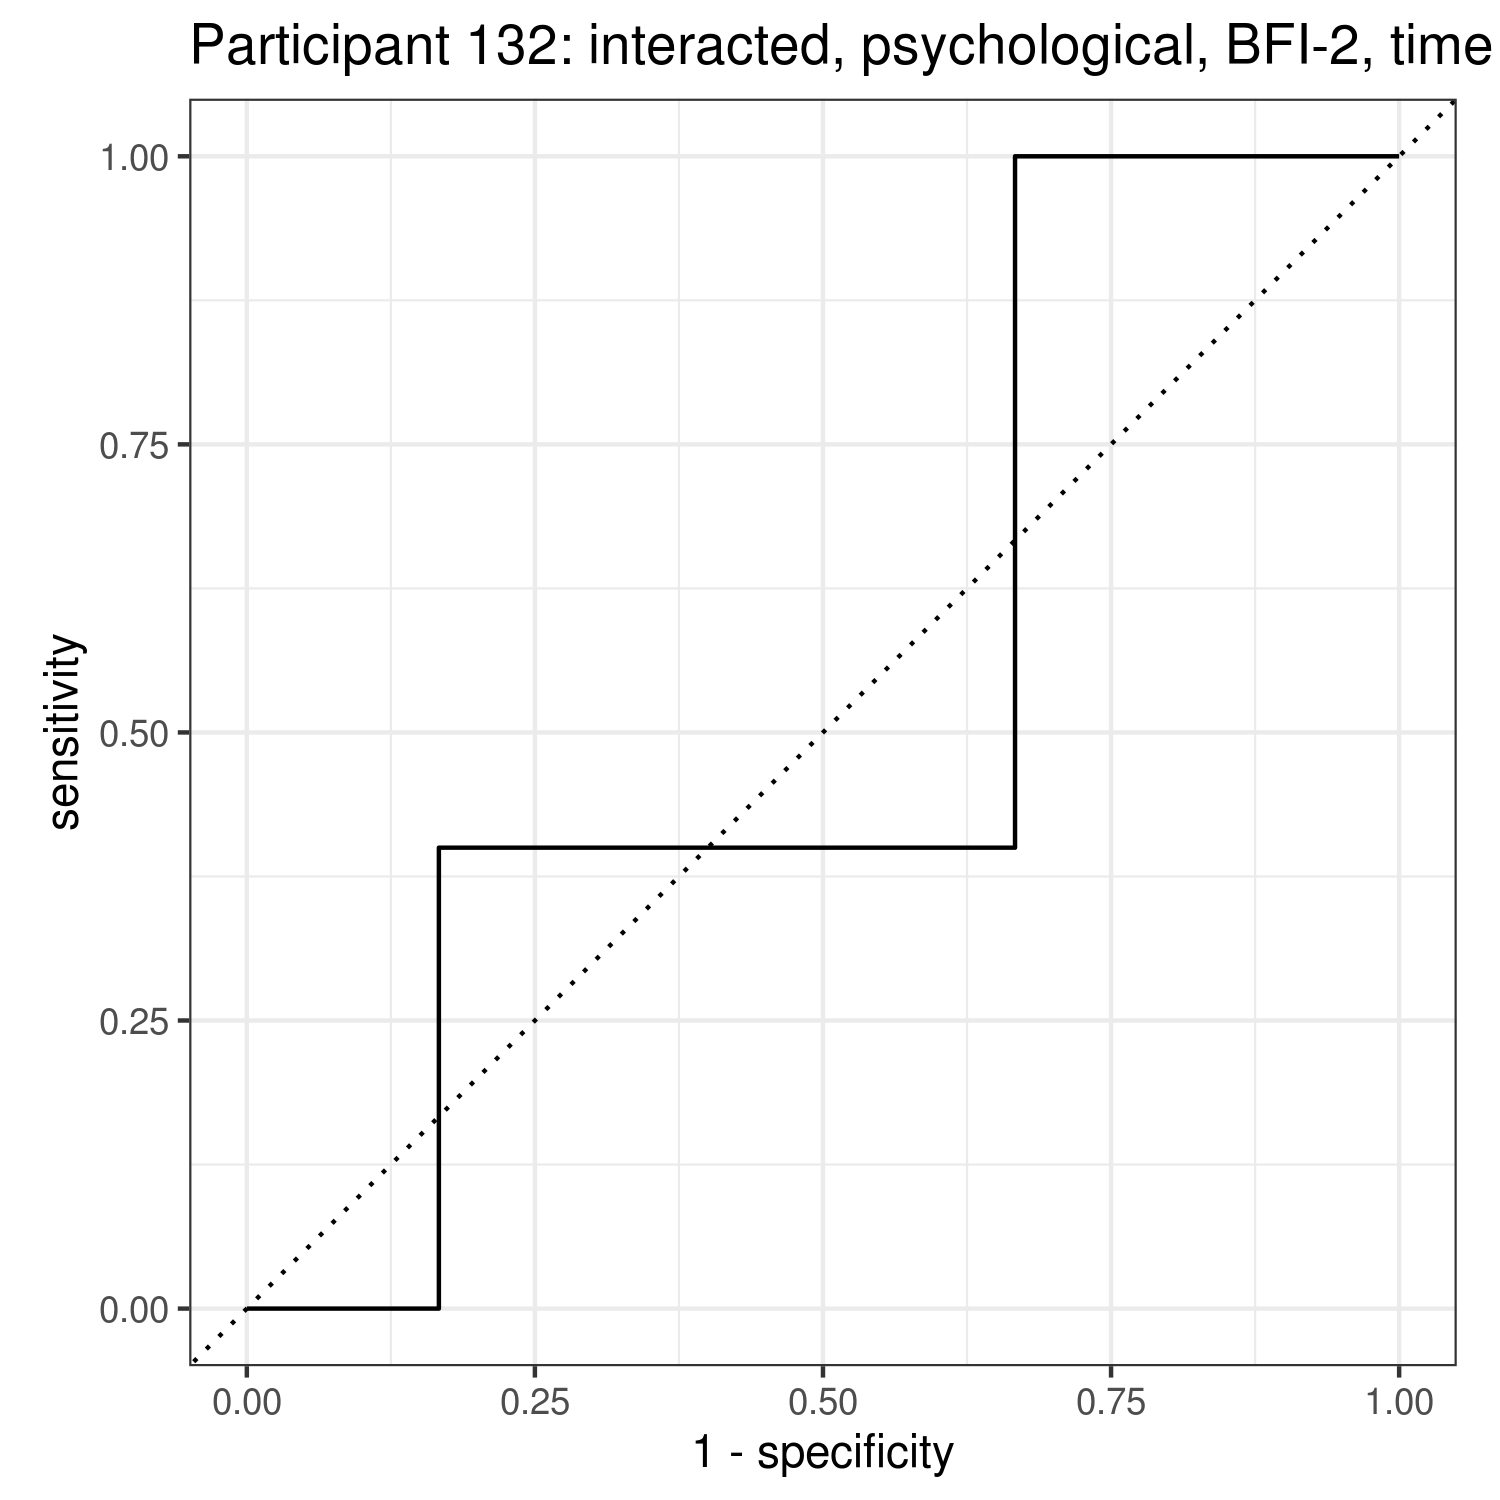 Participant 132: interacted, psychological, BFI-2, time
1.00
0.75
0.50
0.25
0.00
sensitivity
0.00 0.25 0.50 0.75 1.00
1 - specificity